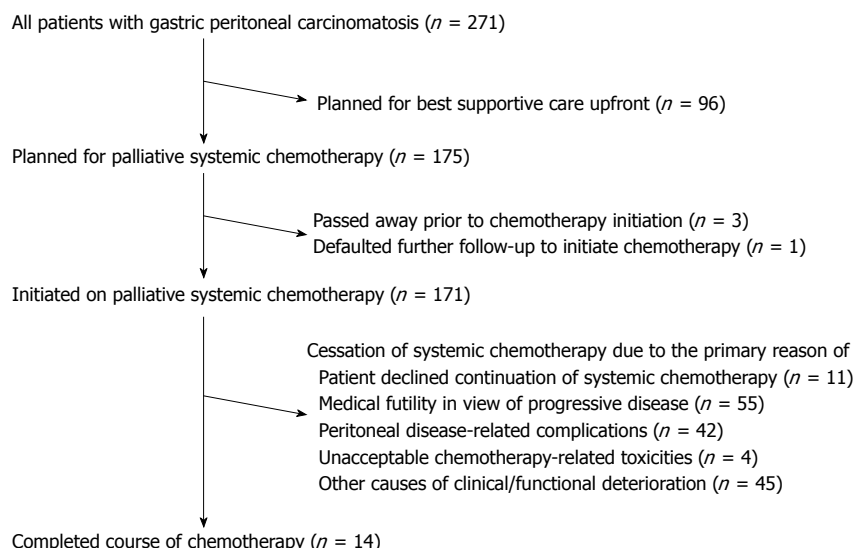 All patients with gastric peritoneal carcinomatosis (n = 271)
Planned for best supportive care upfront (n = 96)
Planned for palliative systemic chemotherapy (n = 175)
Passed away prior to chemotherapy initiation (n = 3)
Defaulted further follow-up to initiate chemotherapy (n = 1)
Initiated on palliative systemic chemotherapy (n = 171)
Cessation of systemic chemotherapy due to the primary reason of
Patient declined continuation of systemic chemotherapy (n = 11)
Medical futility in view of progressive disease (n = 55)
Peritoneal disease-related complications (n = 42)
Unacceptable chemotherapy-related toxicities (n = 4)
Other causes of clinical/functional deterioration (n = 45)
Completed course of chemotherapy (n = 14)